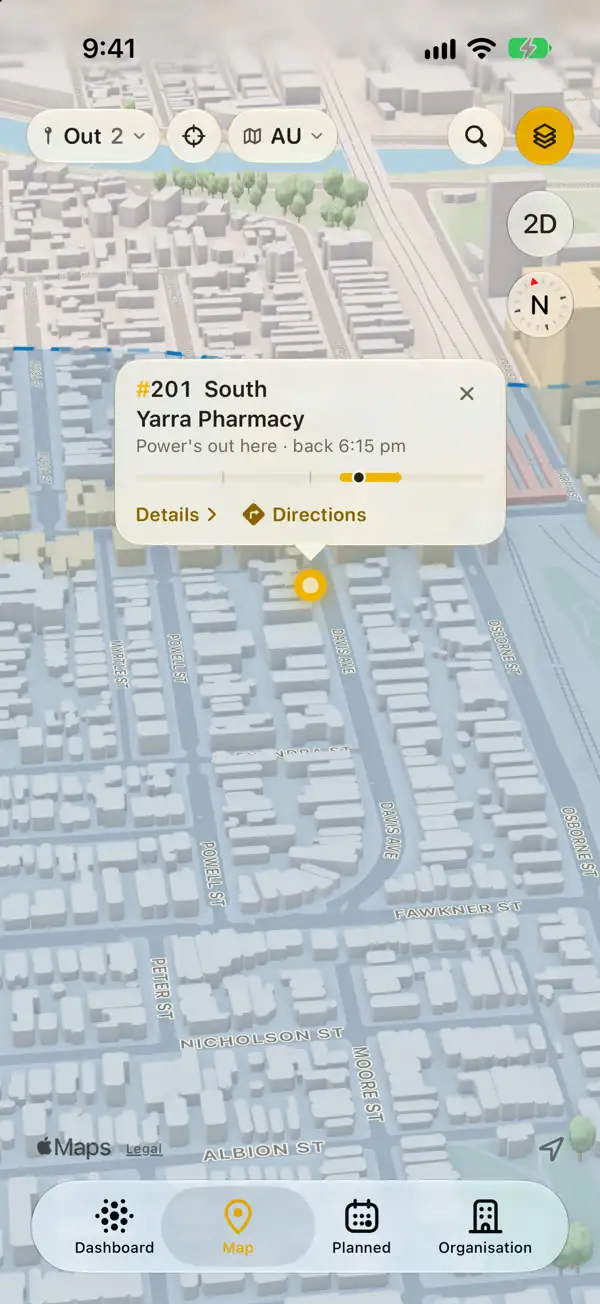 9:41
Out 2
AU
2D
N
#201 South
Yarra Pharmacy
Power's out here · back 6:15 pm
Details
Directions
MYRTLE ST
POWELL ST
DAVIS AVE
OSBORNE ST
DAVIS AVE
OSBORNE ST
POWELL ST
FAWKNER ST
PETER ST
NICHOLSON ST
MOORE ST
Maps
Legal
ALBION ST
Dashboard
Map
Planned
Organisation